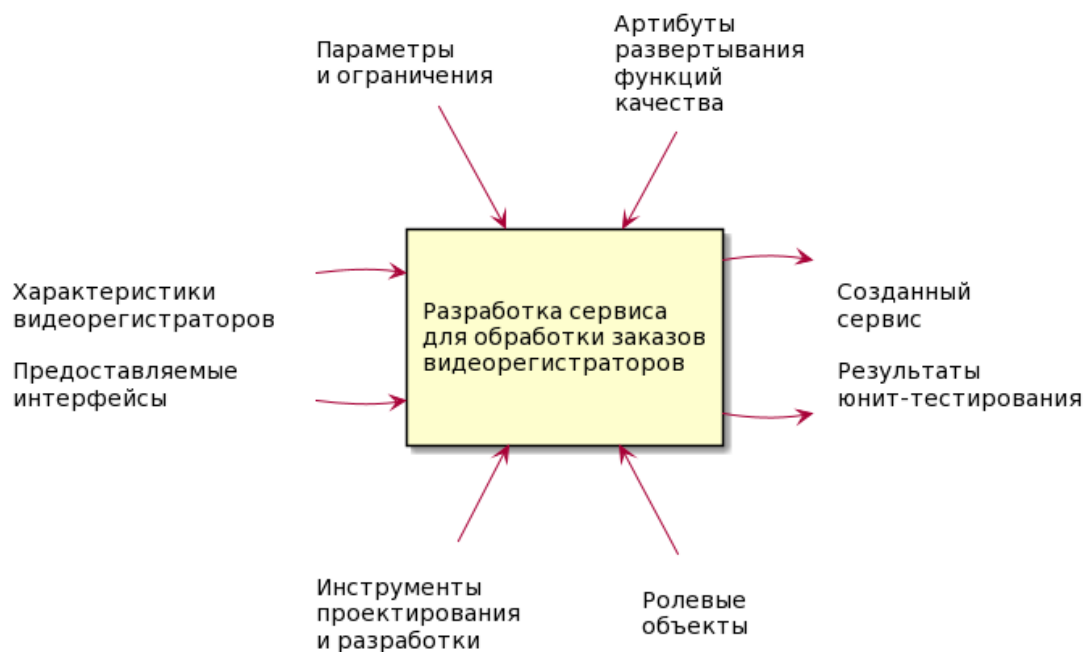 Параметры
и ограничения
Артибуты
развертывания
функций
качества
Характеристики
видеорегистраторов
Предоставляемые
интерфейсы
Разработка сервиса
для обработки заказов
видеорегистраторов
Созданный
сервис
Результаты
юнит-тестирования
Инструменты
проектирования
и разработки
Ролевые
объекты